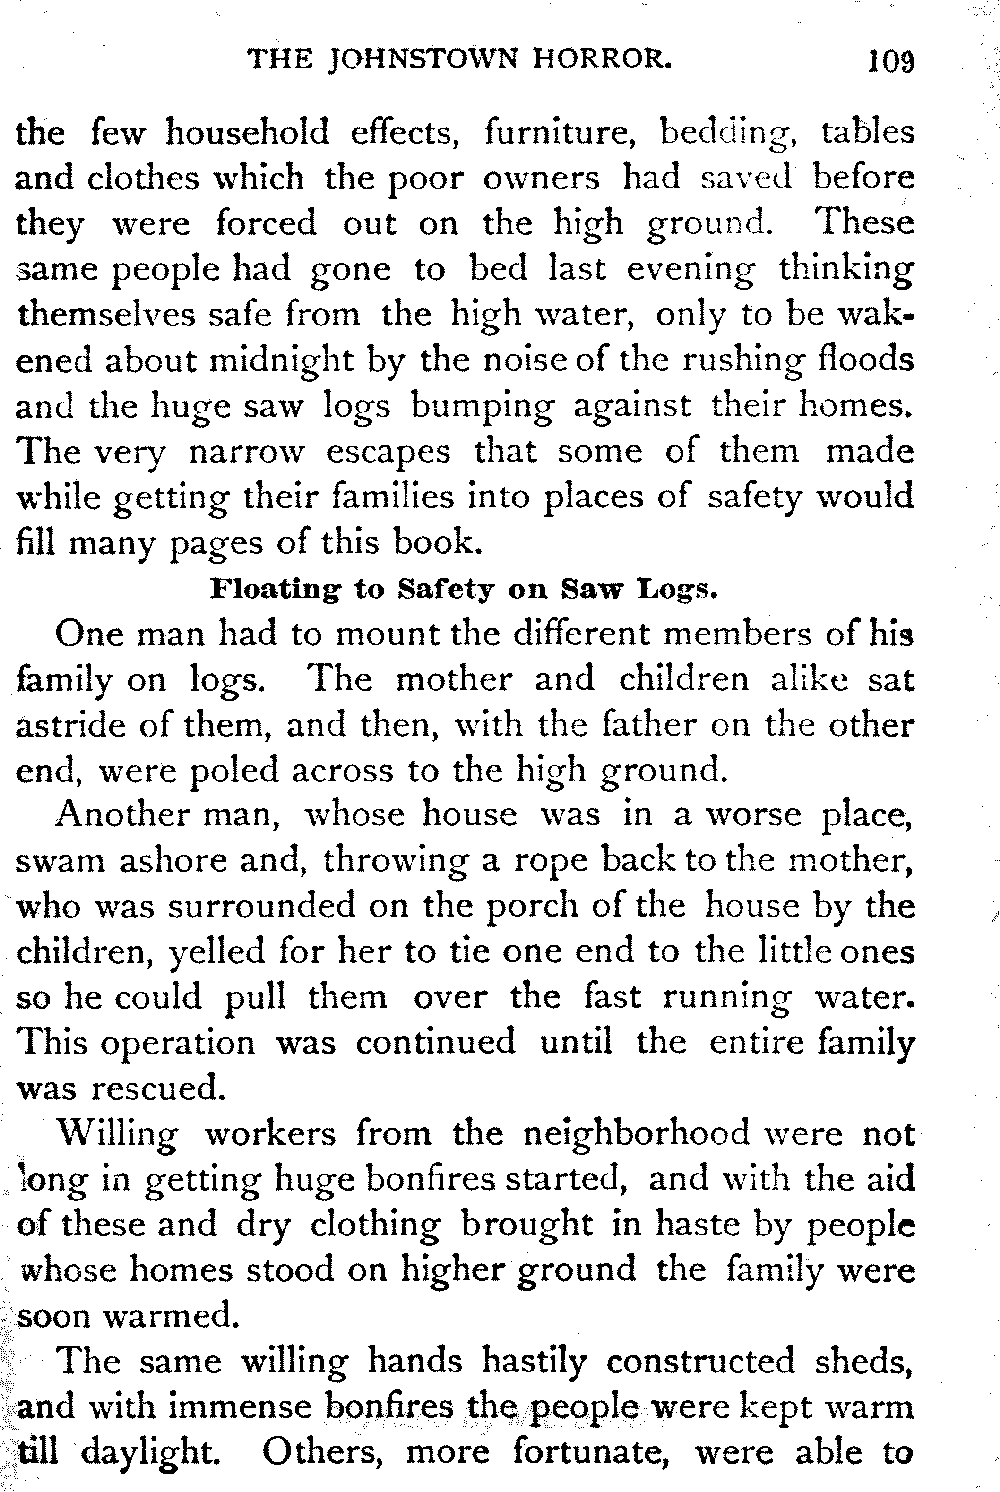 THE JOHNSTOWN HORROR. 109
the few household effects, furniture, bedding, tables
and clothes which the poor owners had saved before
they were forced out on the high ground. These
same people had gone to bed last evening thinking
themselves safe from the high water, only to be wak-
ened about midnight by the noise of the rushing floods
and the huge saw logs bumping against their homes.
The very narrow escapes that some of them made
while getting their families into places of safety would
fill many pages of this book.
Floating to Safety on Saw Logs.
One man had to mount the different members of his
family on logs. The mother and children alike sat
astride of them, and then, with the father on the other
end, were poled across to the high ground.
Another man, whose house was in a worse place,
swam ashore and, throwing a rope back to the mother,
who was surrounded on the porch of the house by the
children, yelled for her to tie one end to the little ones
so he could pull them over the fast running water.
This operation was continued until the entire family
was rescued.
Willing workers from the neighborhood were not
long in getting huge bonfires started, and with the aid
of these and dry clothing brought in haste by people
whose homes stood on higher ground the family were
soon warmed.
The same willing hands hastily constructed sheds,
and with immense bonfires the people were kept warm
till daylight. Others, more fortunate, were able to